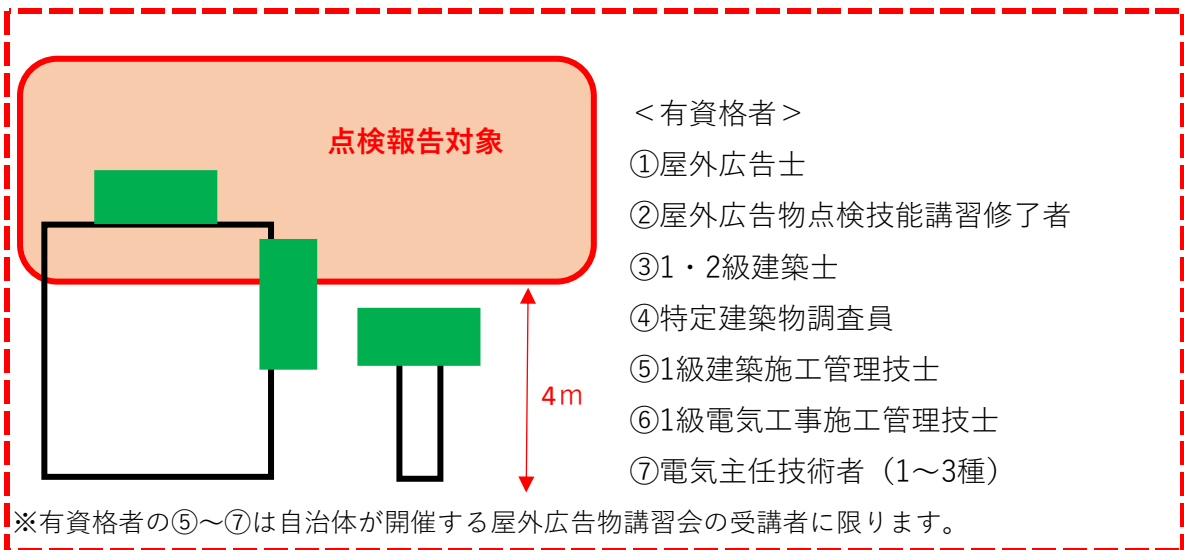 点検報告対象
4m
＜有資格者＞
①屋外広告士
②屋外広告物点検技能講習修了者
③1・2級建築士
④特定建築物調査員
⑤1級建築施工管理技士
⑥1級電気工事施工管理技士
⑦電気主任技術者（1～3種）
※有資格者の⑤～⑦は自治体が開催する屋外広告物講習会の受講者に限ります。